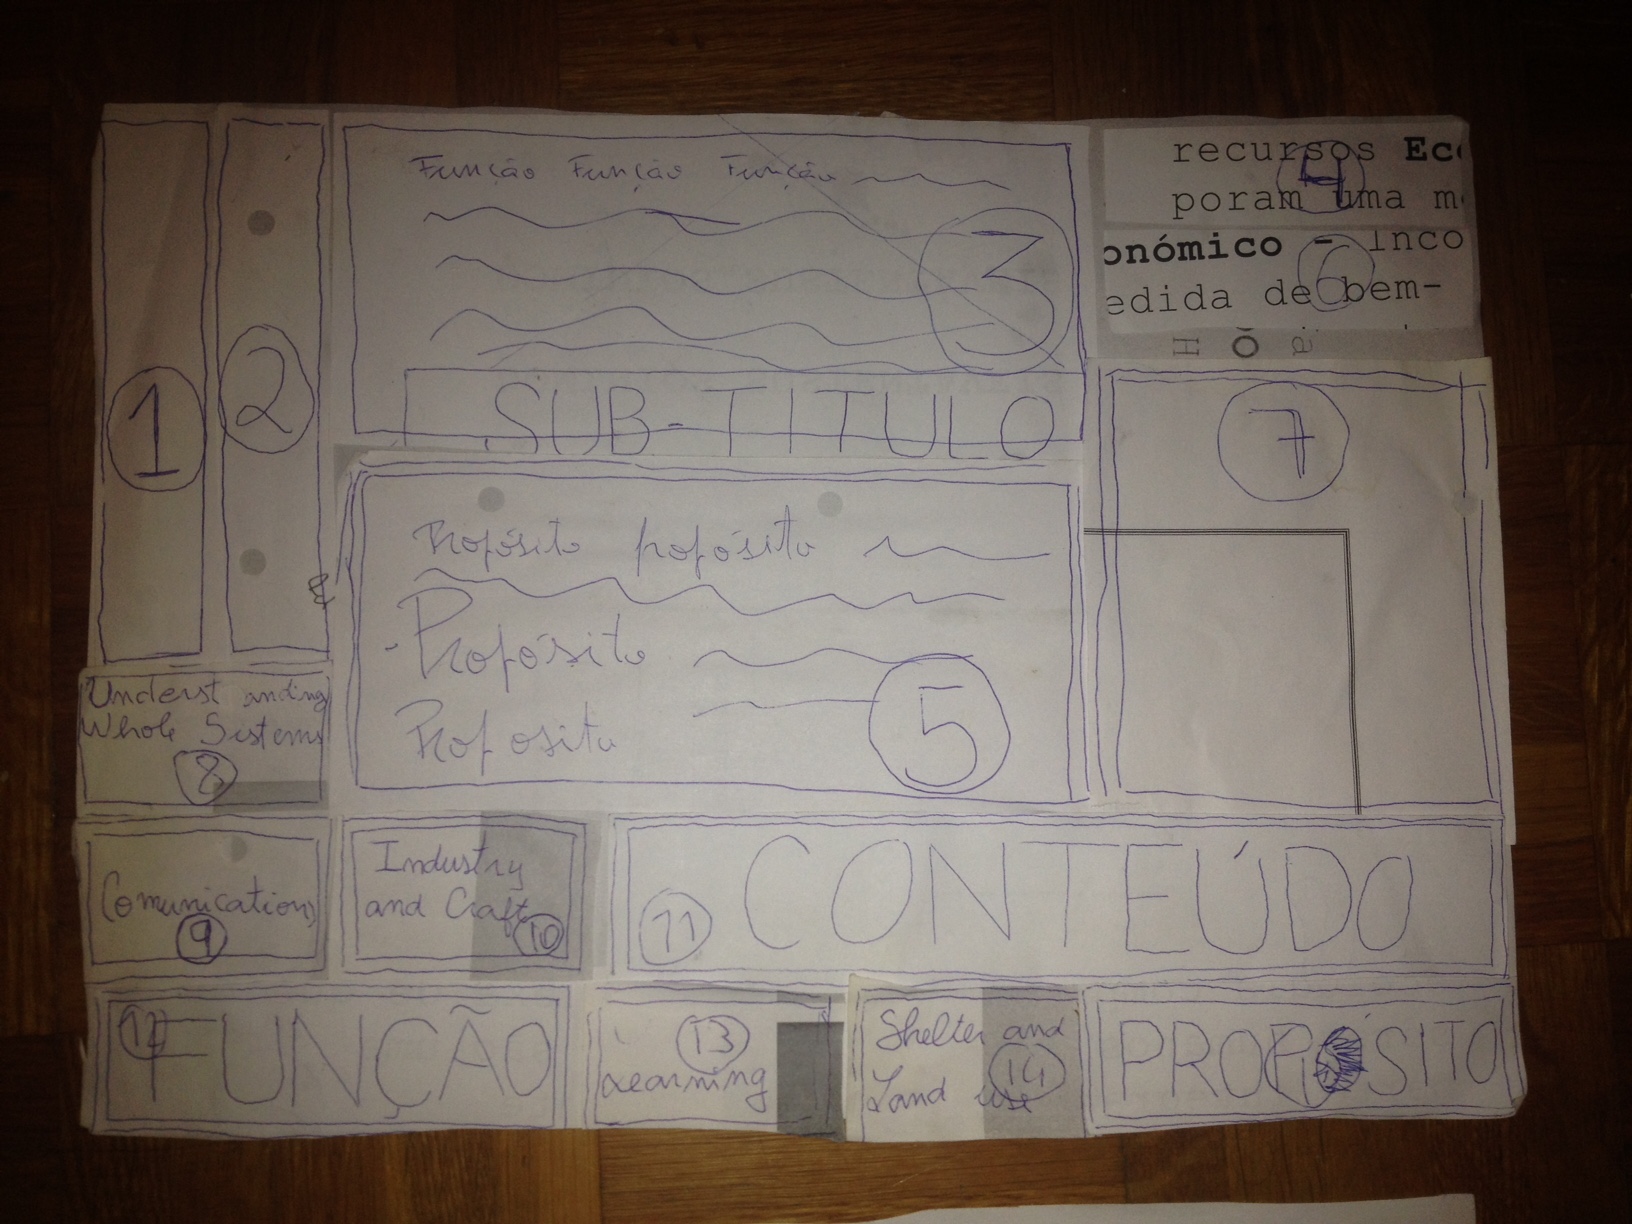 1
2
Função Função Função
3
SUB-TITULO
recursos Ec
4
poram uma m
onómico - inco
6
edida de bem-
7
Propósito propósito
Propósito
Proposito
5
Understanding
Whole Sistems
8
Comunications
9
Industry
and Craft
10
11
CONTEÚDO
12
FUNÇÃO
13
Learning
Shelter and
14
Land use
PROPÓSITO